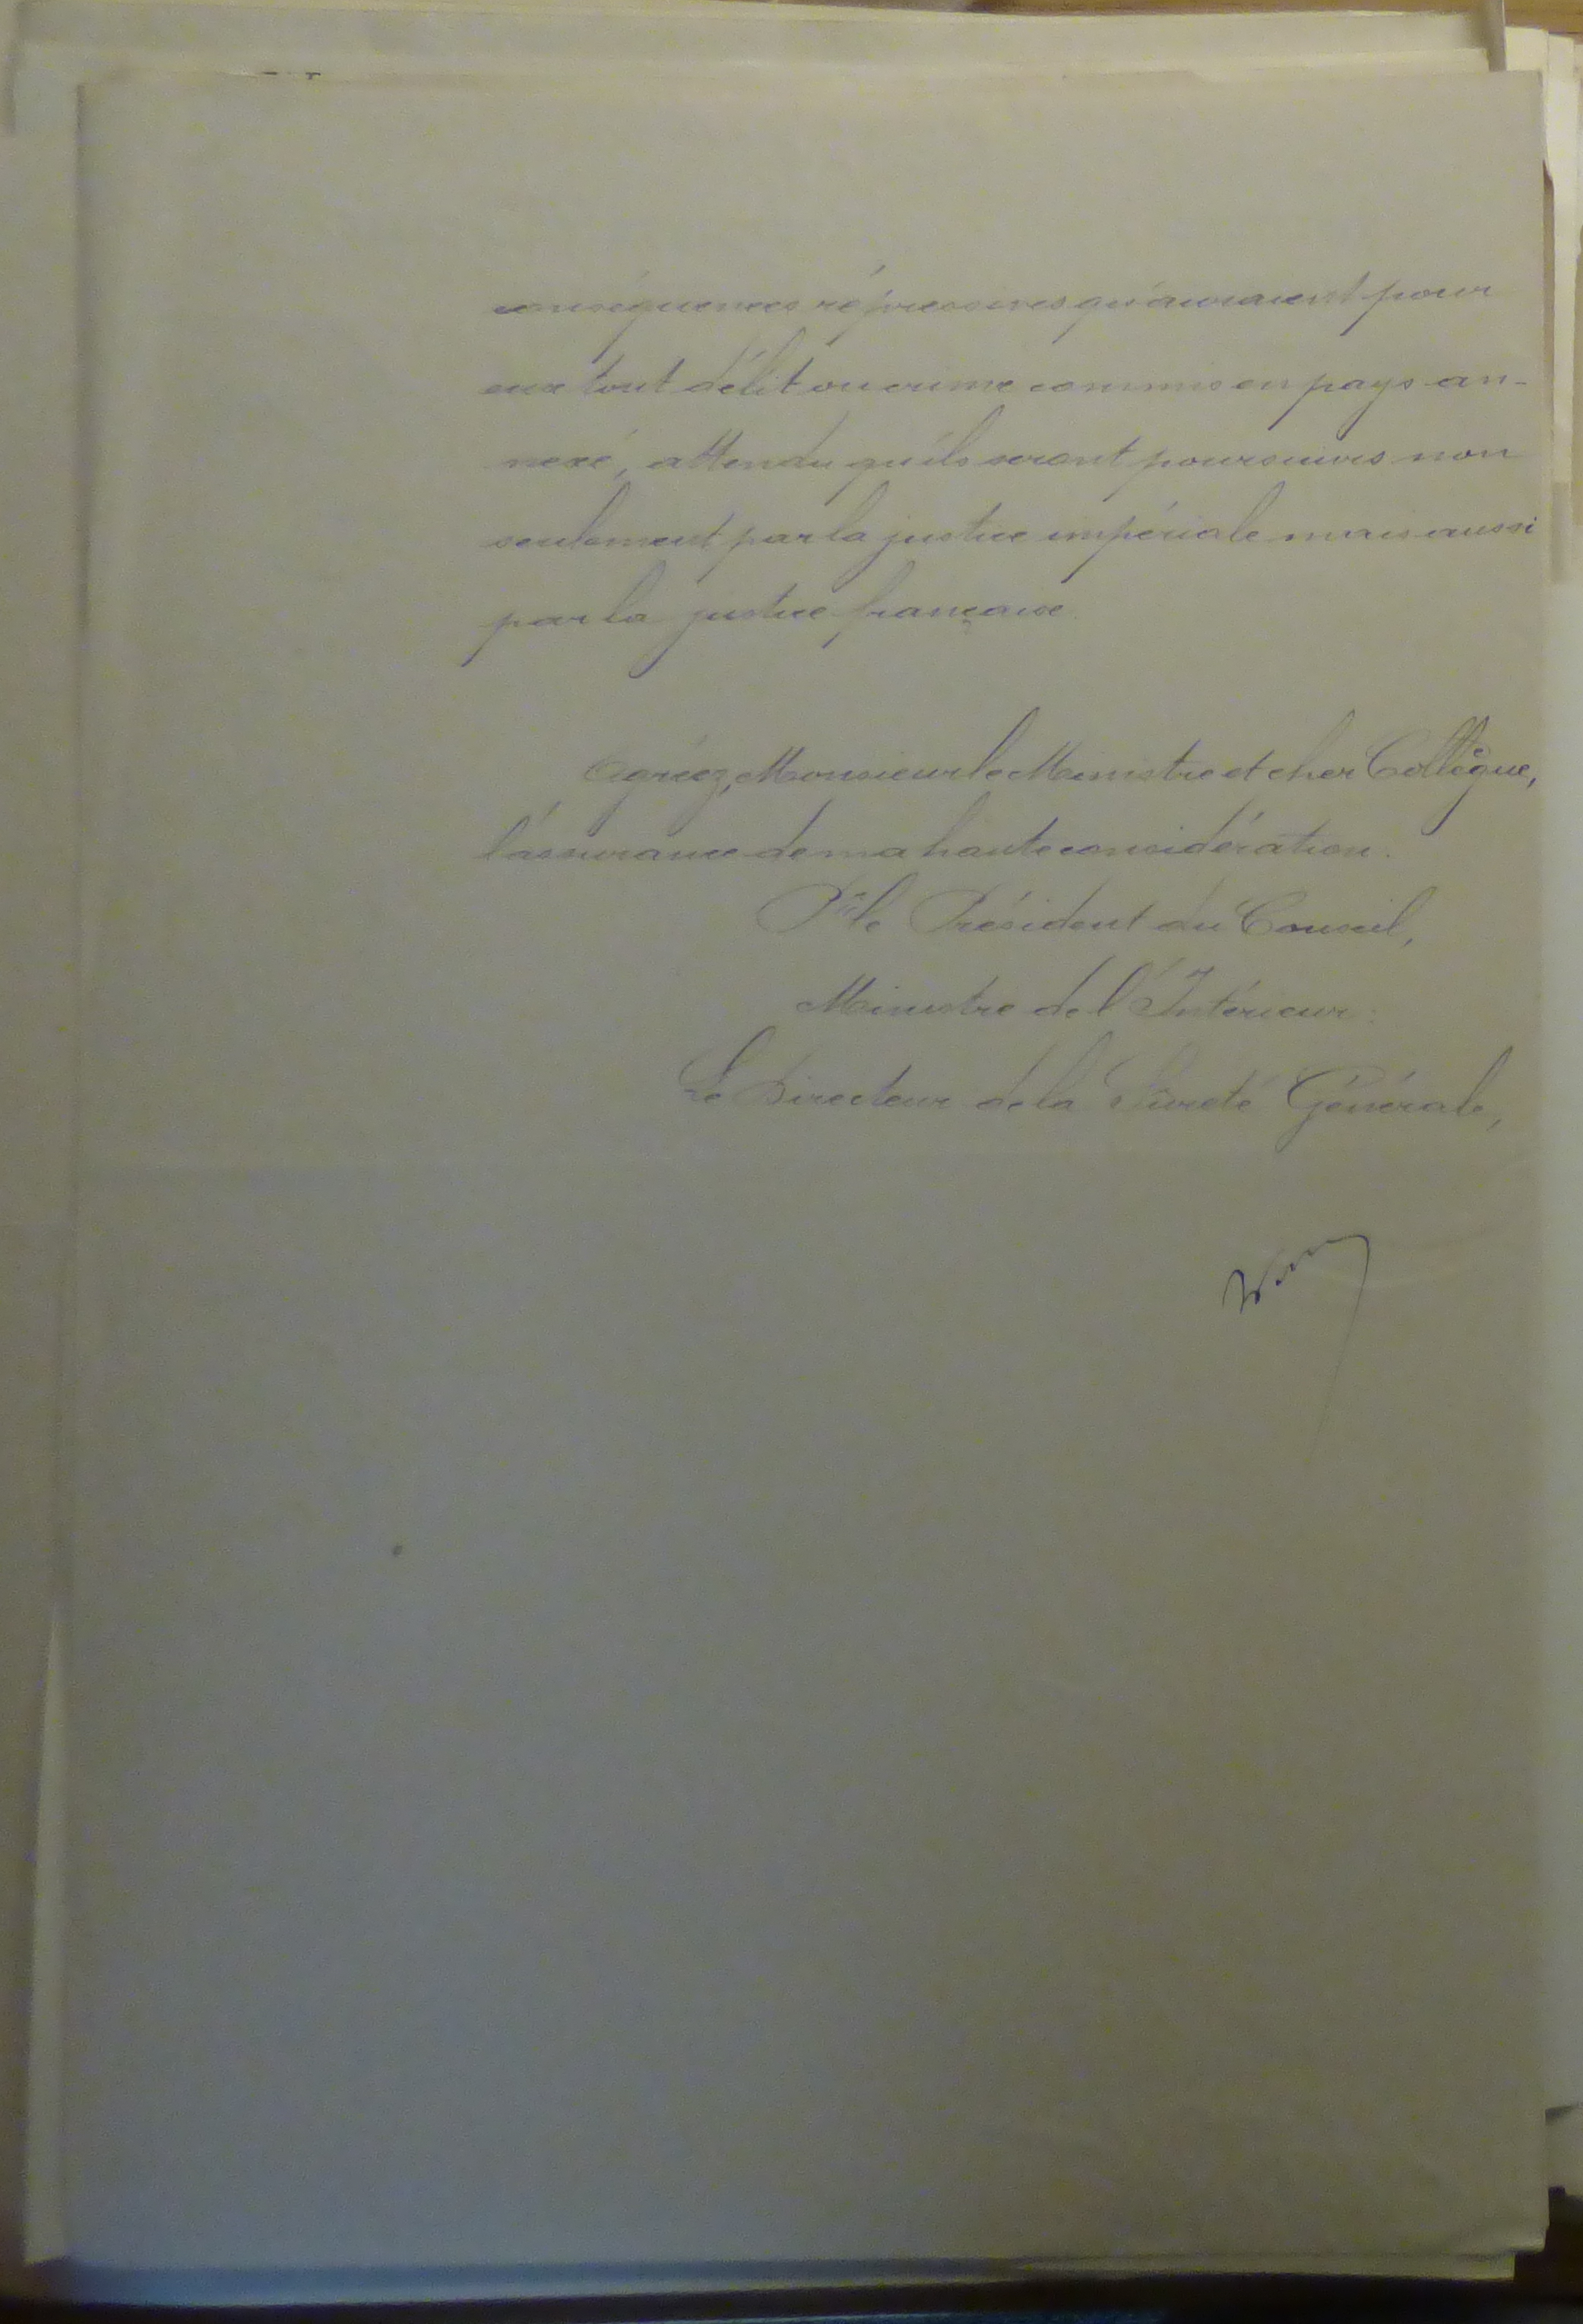 conséquences répressives qu'auraient pour
eux tout délit ou crime commis en pays an-
nexé, attendu qu'ils seront poursuivis non
seulement par la justice impériale mais aussi
par la justice française.
Agréez, Monsieur le Ministre et cher Collègue,
l'assurance de ma haute considération.
Pr le Président du Conseil,
Ministre de l'Intérieur:
Le Directeur de la Sûreté Générale,